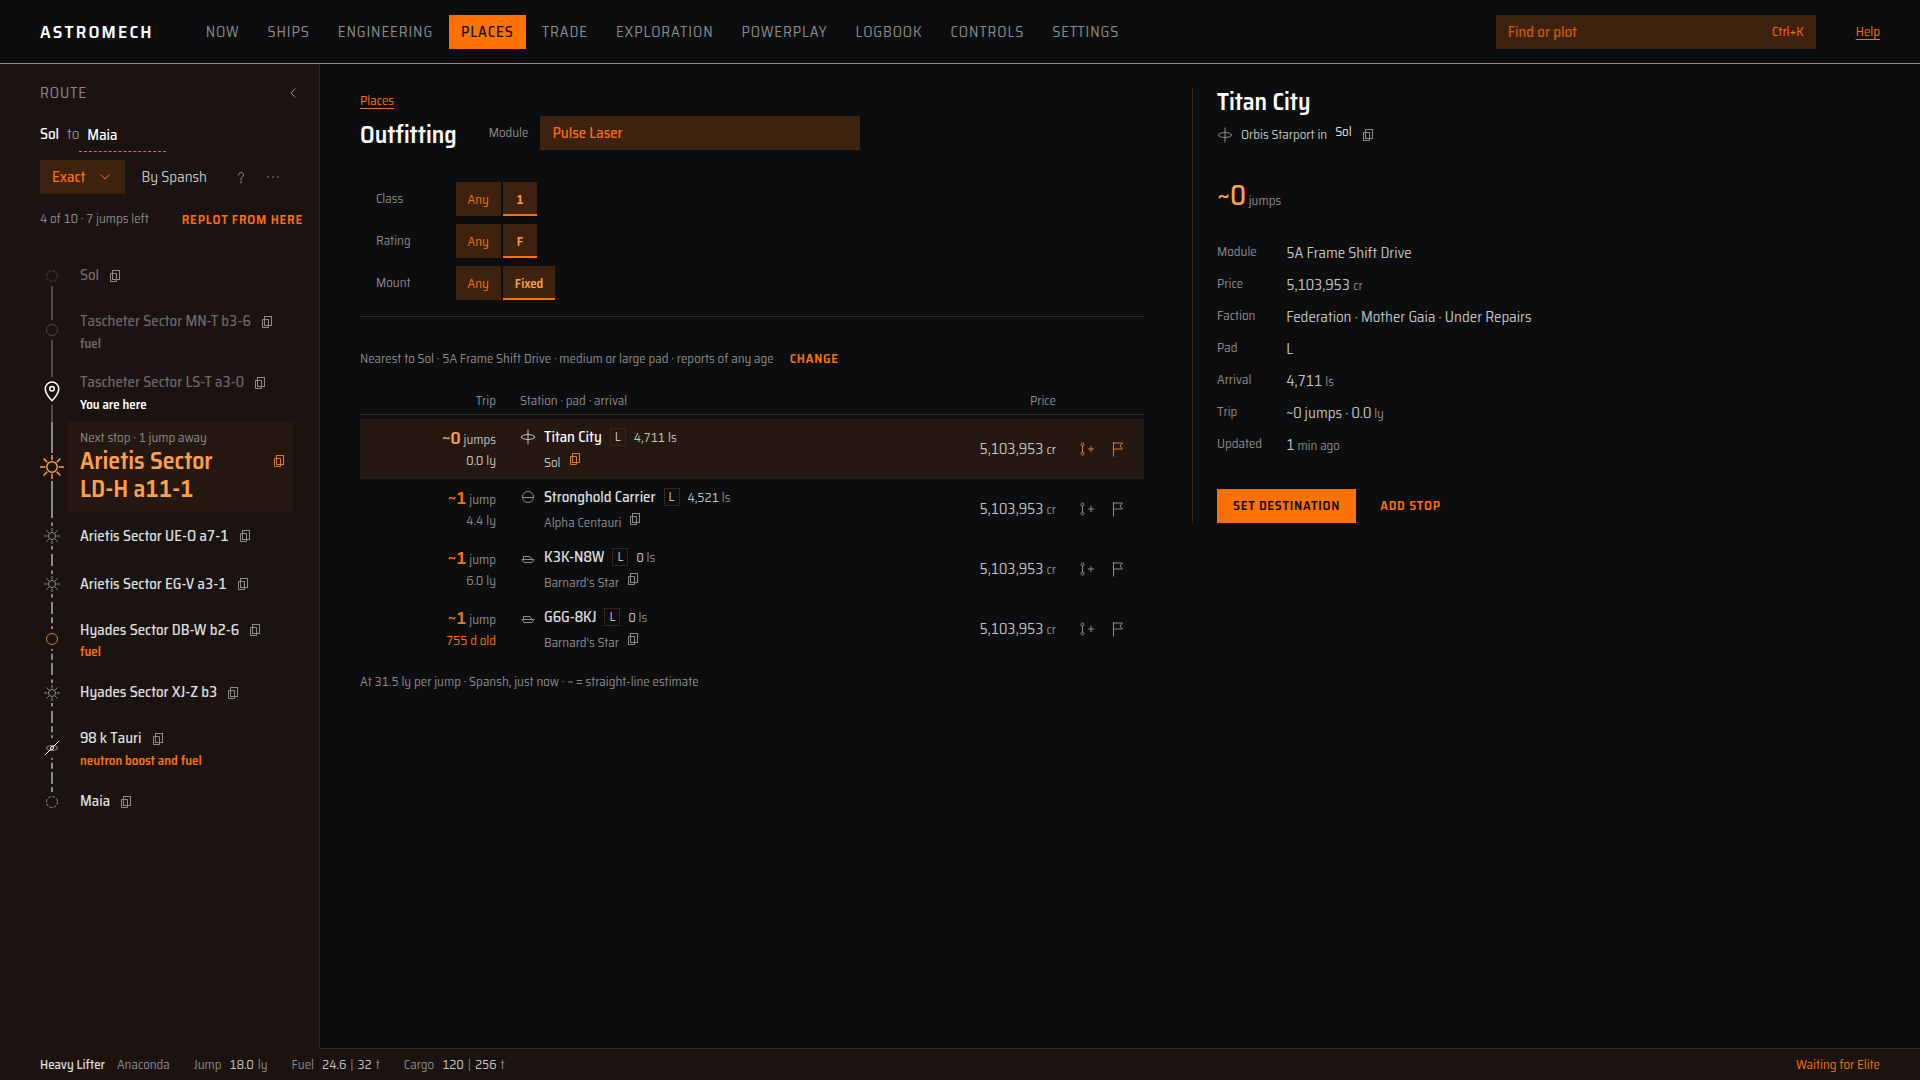 ASTROMECH NOW SHIPS ENGINEERING PLACES TRADE EXPLORATION POWERPLAY LOGBOOK CONTROLS SETTINGS Find or plot Ctrl+K Help
ROUTE
Sol to Maia
Exact By Spansh ? ...
4 of 10 · 7 jumps left REPLOT FROM HERE
Sol
Tascheter Sector MN-T b3-6
fuel
Tascheter Sector LS-T a3-0
You are here
Next stop · 1 jump away
Arietis Sector
LD-H a11-1
Arietis Sector UE-O a7-1
Arietis Sector EG-V a3-1
Hyades Sector DB-W b2-6
fuel
Hyades Sector XJ-Z b3
98 k Tauri
neutron boost and fuel
Maia
Places
Outfitting Module Pulse Laser
Class Any 1
Rating Any F
Mount Any Fixed
Nearest to Sol · 5A Frame Shift Drive · medium or large pad · reports of any age CHANGE
Trip Station · pad · arrival Price
~0 jumps Titan City L 4,711 ls 5,103,953 cr
0.0 ly Sol
~1 jump Stronghold Carrier L 4,521 ls 5,103,953 cr
4.4 ly Alpha Centauri
~1 jump K3K-N8W L 0 ls 5,103,953 cr
6.0 ly Barnard's Star
~1 jump G6G-8KJ L 0 ls 5,103,953 cr
755 d old Barnard's Star
At 31.5 ly per jump · Spansh, just now · ~ = straight-line estimate
Titan City
Orbis Starport in Sol
~0 jumps
Module 5A Frame Shift Drive
Price 5,103,953 cr
Faction Federation · Mother Gaia · Under Repairs
Pad L
Arrival 4,711 ls
Trip ~0 jumps · 0.0 ly
Updated 1 min ago
SET DESTINATION ADD STOP
Heavy Lifter Anaconda Jump 18.0 ly Fuel 24.6 | 32 t Cargo 120 | 256 t Waiting for Elite